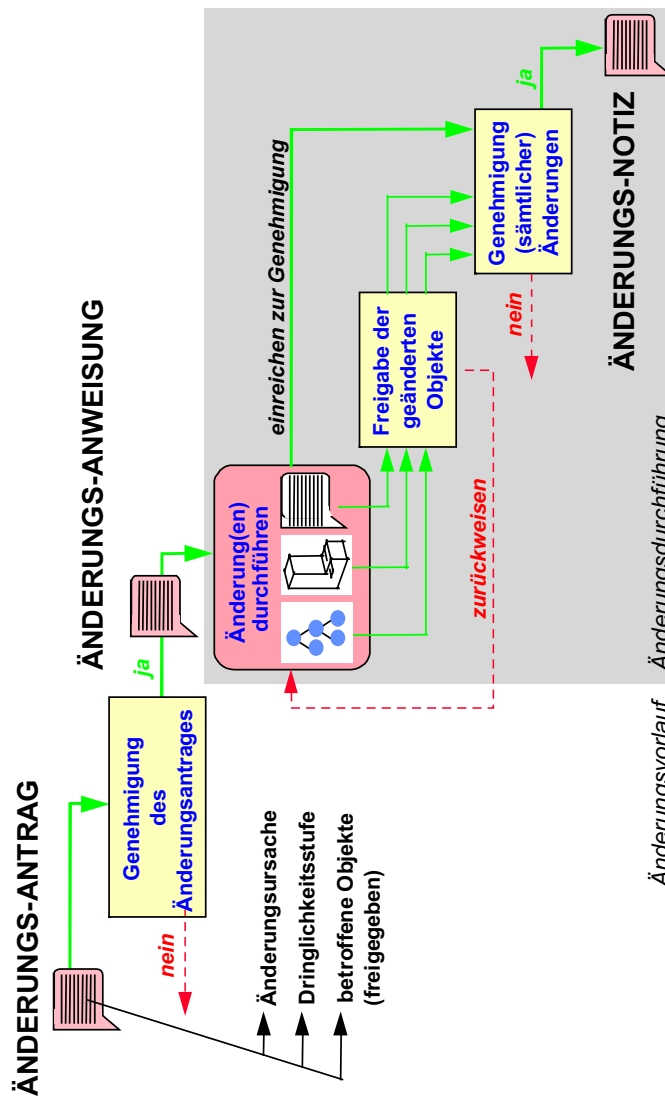 ÄNDERUNGS-ANTRAG
Genehmigung
des
Änderungsantrages
nein
ja
Änderungsursache
Dringlichkeitsstufe
betroffene Objekte
(freigegeben)
ÄNDERUNGS-ANWEISUNG
Änderung(en)
durchführen
einreichen zur Genehmigung
Freigabe der
geänderten
Objekte
zurückweisen
Genehmigung
(sämtlicher)
Änderungen
nein
ja
ÄNDERUNGS-NOTIZ
Änderungsvorlauf
Änderungsdurchführung